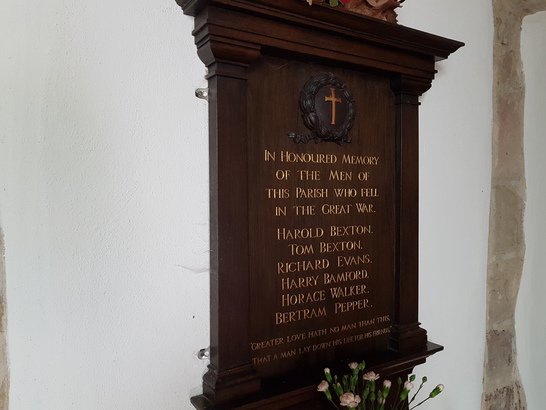 In Honoured Memory
of the Men of
this Parish who fell
in the Great War.
Harold Bexton.
Tom Bexton.
Richard Evans.
Harry Bamford.
Horace Walker.
Bertram Pepper.
"Greater love hath no man than this,
that a man lay down his life for his friends."